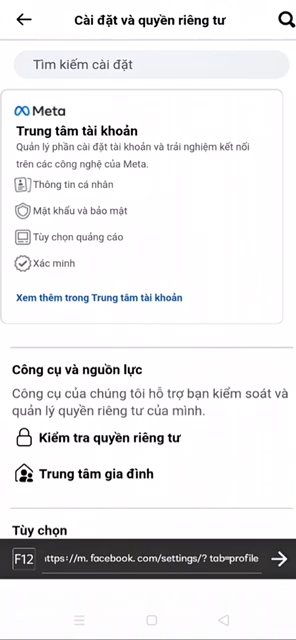 Cài đặt và quyền riêng tư
Tìm kiếm cài đặt
Meta
Trung tâm tài khoản
Quản lý phần cài đặt tài khoản và trải nghiệm kết nối
trên các công nghệ của Meta.
Thông tin cá nhân
Mật khẩu và bảo mật
Tùy chọn quảng cáo
Xác minh
Xem thêm trong Trung tâm tài khoản
Công cụ và nguồn lực
Công cụ của chúng tôi hỗ trợ bạn kiểm soát và
quản lý quyền riêng tư của mình.
Kiểm tra quyền riêng tư
Trung tâm gia đình
Tùy chọn
F12 ttps://m. facebook. com/settings/? tab=profile